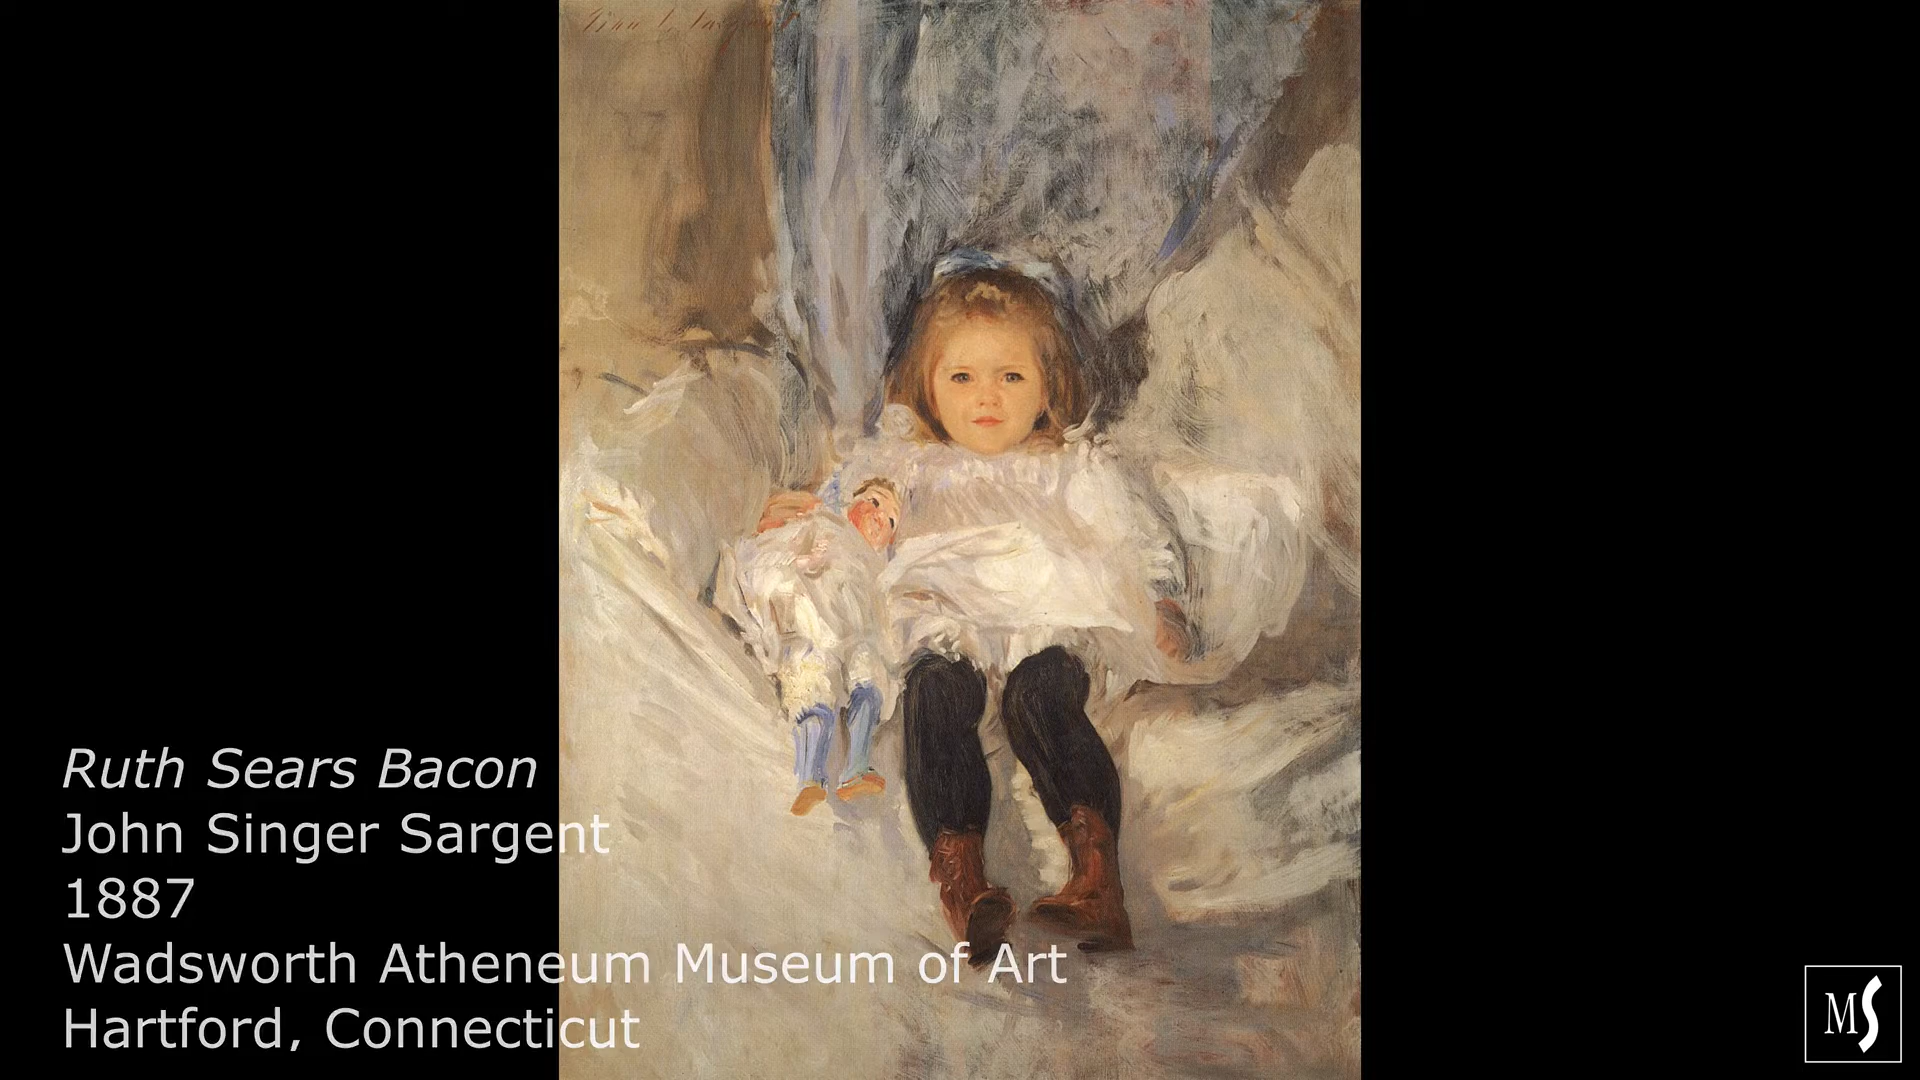 Ruth Sears Bacon
John Singer Sargent
1887
Wadsworth Atheneum Museum of Art
Hartford, Connecticut
MS